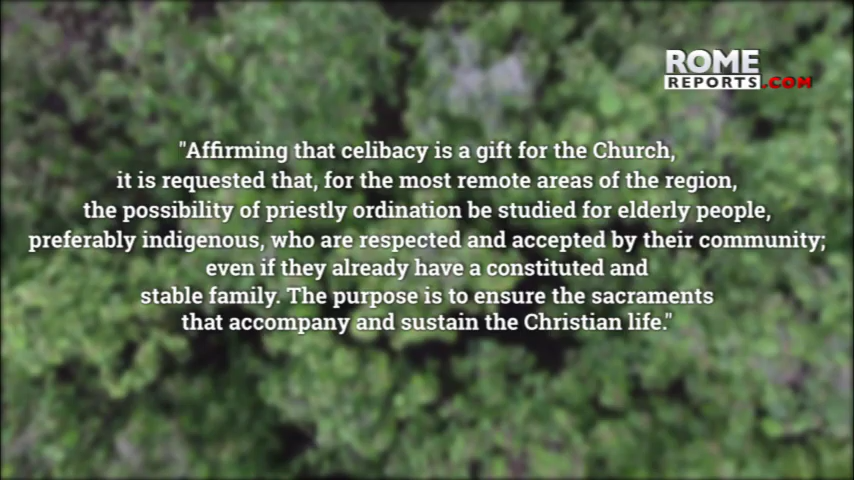 ROME
REPORTS.COM
"Affirming that celibacy is a gift for the Church,
it is requested that, for the most remote areas of the region,
the possibility of priestly ordination be studied for elderly people,
preferably indigenous, who are respected and accepted by their community;
even if they already have a constituted and
stable family. The purpose is to ensure the sacraments
that accompany and sustain the Christian life."